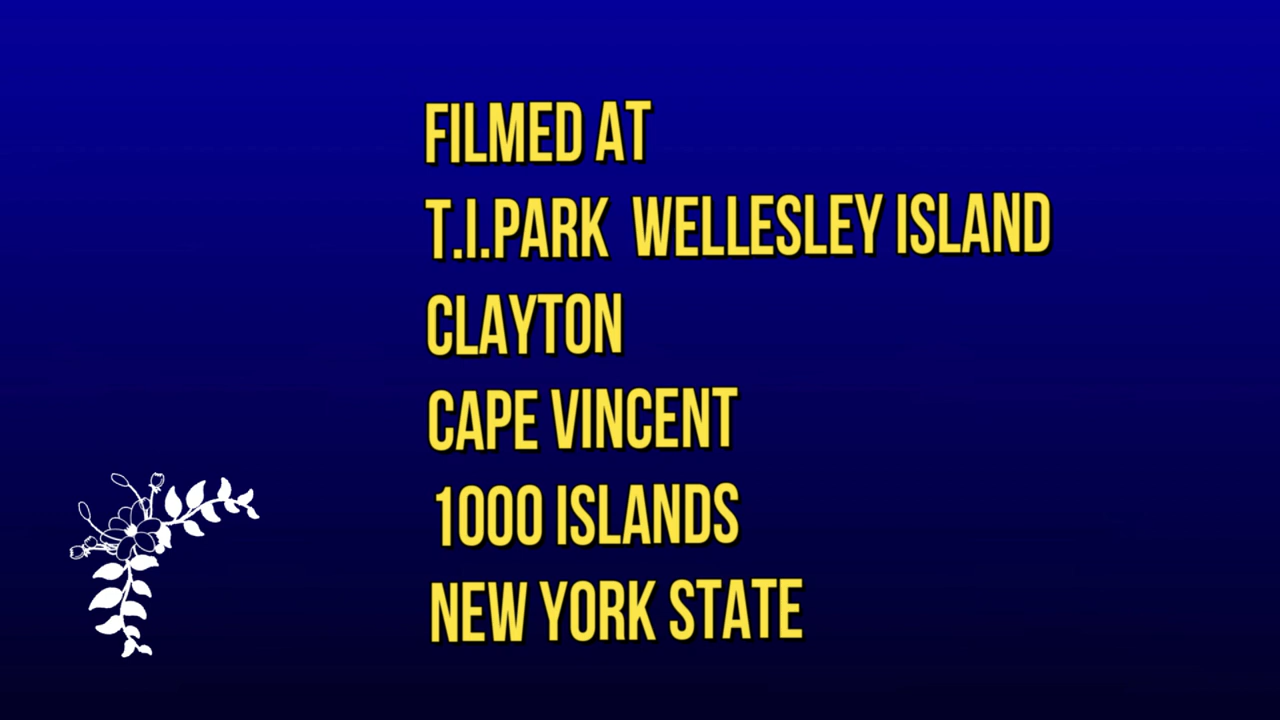 FILMED AT
T.I.PARK  WELLESLEY ISLAND
CLAYTON
CAPE VINCENT
1000 ISLANDS
NEW YORK STATE